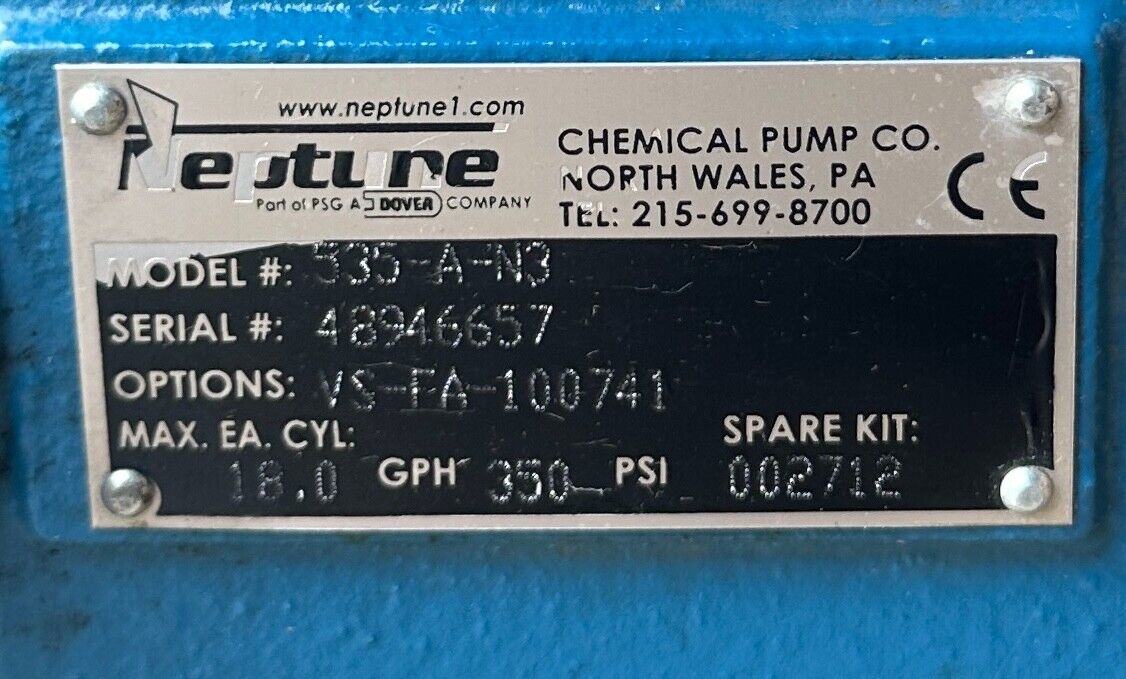 www.neptune1.com
Neptune
Part of PSG A DOVER COMPANY
CHEMICAL PUMP CO.
NORTH WALES, PA
TEL: 215-699-8700
CE
MODEL #: 535-A-N3
SERIAL #: 48946657
OPTIONS: VS-FA-100741
MAX. EA. CYL:
18.0 GPH 350 PSI
SPARE KIT:
002712